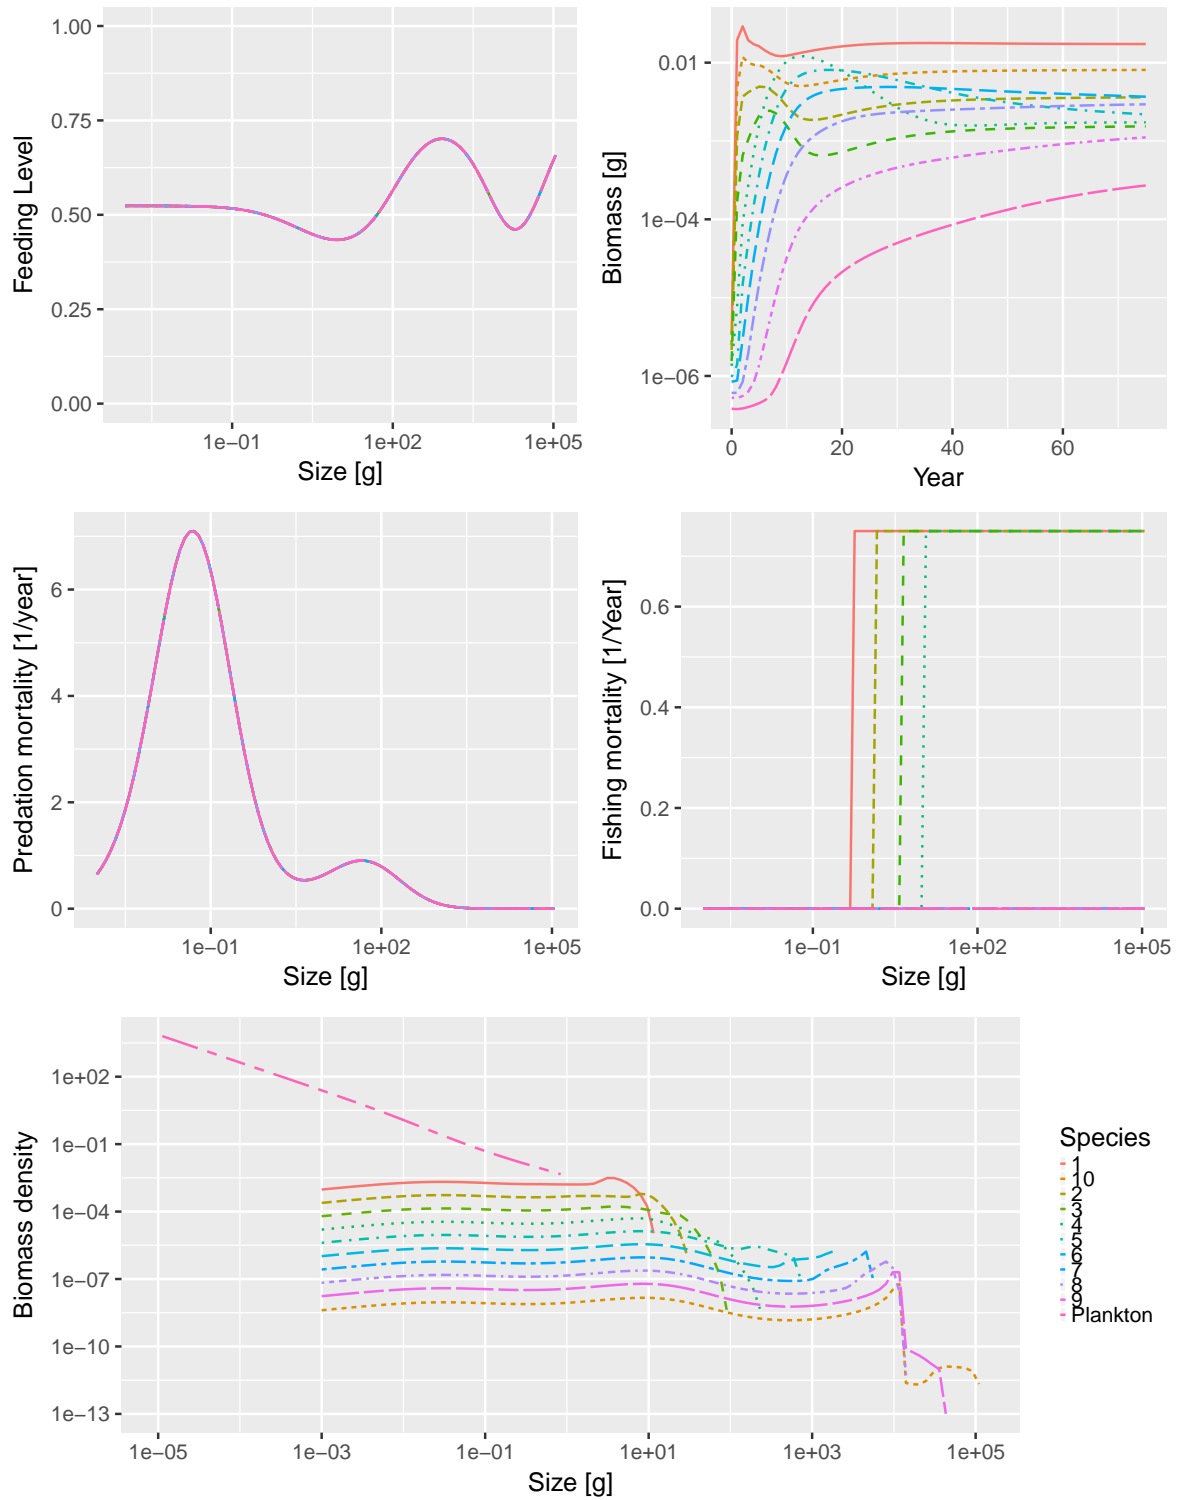 1.00
0.75
0.50
0.25
0.00
Feeding Level
1e−01
1e+02
1e+05
Size [g]
0.01
1e−04
1e−06
Biomass [g]
0
20
40
60
Year
6
4
2
0
Predation mortality [1/year]
1e−01
1e+02
1e+05
Size [g]
0.6
0.4
0.2
0.0
Fishing mortality [1/Year]
1e−01
1e+02
1e+05
Size [g]
1e+02
1e−01
1e−04
1e−07
1e−10
1e−13
Biomass density
1e−05
1e−03
1e−01
1e+01
1e+03
1e+05
Size [g]
Species
1
10
2
3
4
5
6
7
8
9
Plankton